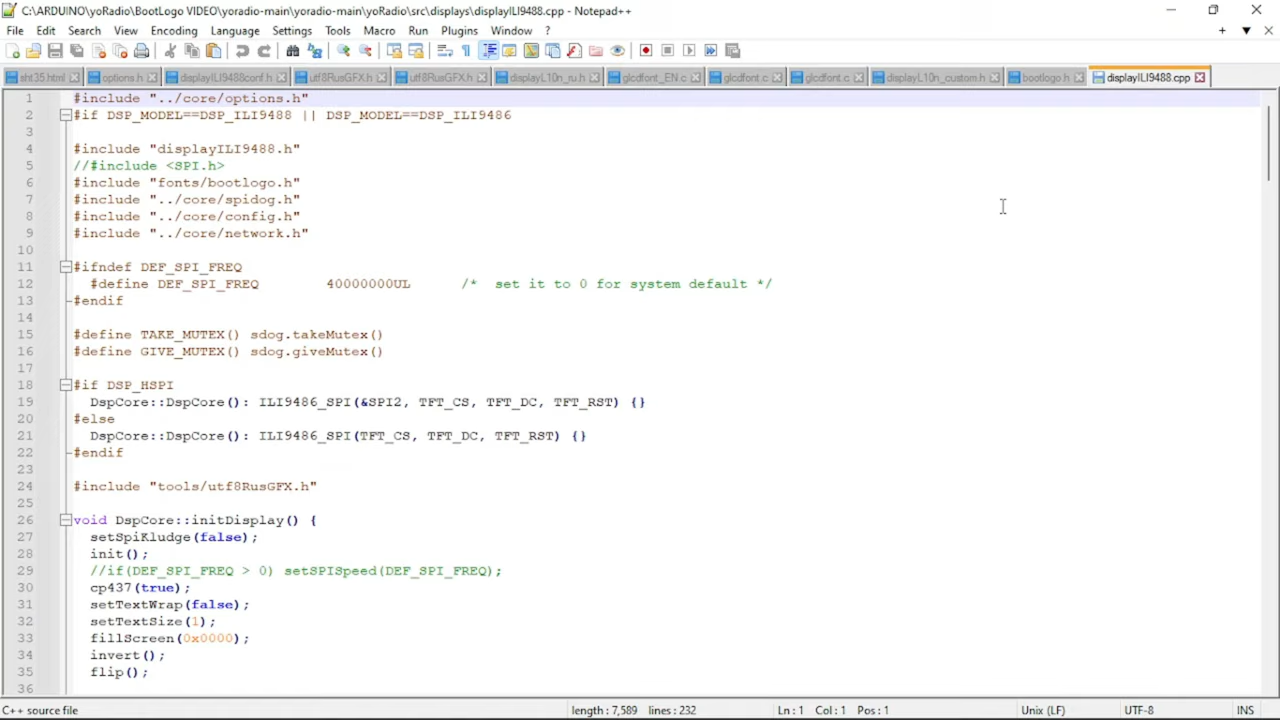 C:\ARDUINO\yoRadio\BootLogo VIDEO\yoradio-main\yoradio-main\yoRadio\src\displays\displayILI9488.cpp - Notepad++
File Edit Search View Encoding Language Settings Tools Macro Run Plugins Window ?
sht35.html options.h displayILI9488conf.h utf8RusGFX.h utf8RusGFX.h displayL10n_ru.h glcdfont_EN.c glcdfont.c glcdfont.c displayL10n_custom.h bootlogo.h displayILI9488.cpp
1 #include "../core/options.h"
2 #if DSP_MODEL==DSP_ILI9488 || DSP_MODEL==DSP_ILI9486
3
4 #include "displayILI9488.h"
5 //#include <SPI.h>
6 #include "fonts/bootlogo.h"
7 #include "../core/spidog.h"
8 #include "../core/config.h"
9 #include "../core/network.h"
10
11 #ifndef DEF_SPI_FREQ
12 #define DEF_SPI_FREQ 40000000UL /* set it to 0 for system default */
13 #endif
14
15 #define TAKE_MUTEX() sdog.takeMutex()
16 #define GIVE_MUTEX() sdog.giveMutex()
17
18 #if DSP_HSPI
19 DspCore::DspCore(): ILI9486_SPI(&SPI2, TFT_CS, TFT_DC, TFT_RST) {}
20 #else
21 DspCore::DspCore(): ILI9486_SPI(TFT_CS, TFT_DC, TFT_RST) {}
22 #endif
23
24 #include "tools/utf8RusGFX.h"
25
26 void DspCore::initDisplay() {
27 setSpiKludge(false);
28 init();
29 //if(DEF_SPI_FREQ > 0) setSPISpeed(DEF_SPI_FREQ);
30 cp437(true);
31 setTextWrap(false);
32 setTextSize(1);
33 fillScreen(0x0000);
34 invert();
35 flip();
36
C++ source file length : 7,589 lines : 232 Ln : 1 Col : 1 Pos : 1 Unix (LF) UTF-8 INS